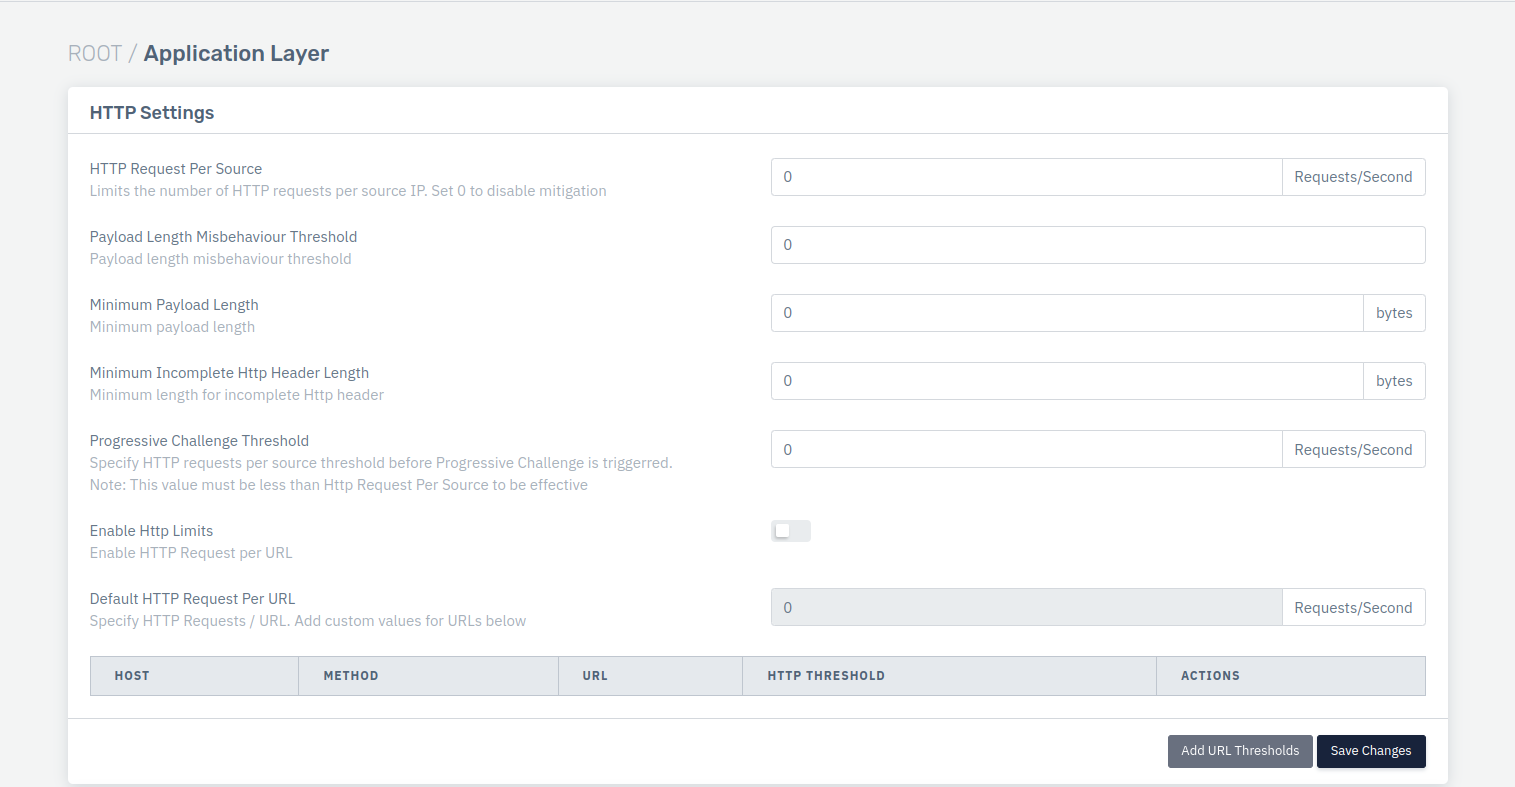 ROOT / Application Layer
HTTP Settings
HTTP Request Per Source
Limits the number of HTTP requests per source IP. Set 0 to disable mitigation
0 Requests/Second
Payload Length Misbehaviour Threshold
Payload length misbehaviour threshold
0
Minimum Payload Length
Minimum payload length
0 bytes
Minimum Incomplete Http Header Length
Minimum length for incomplete Http header
0 bytes
Progressive Challenge Threshold
Specify HTTP requests per source threshold before Progressive Challenge is triggerred.
Note: This value must be less than Http Request Per Source to be effective
0 Requests/Second
Enable Http Limits
Enable HTTP Request per URL
Default HTTP Request Per URL
Specify HTTP Requests / URL. Add custom values for URLs below
0 Requests/Second
HOST METHOD URL HTTP THRESHOLD ACTIONS
Add URL Thresholds Save Changes